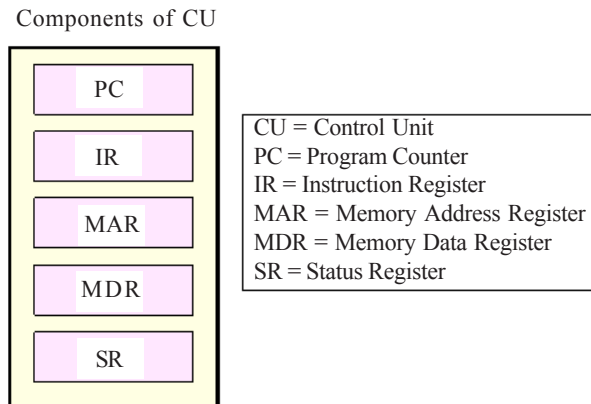 Components of CU
PC
IR
MAR
MDR
SR
CU = Control Unit
PC = Program Counter
IR = Instruction Register
MAR = Memory Address Register
MDR = Memory Data Register
SR = Status Register